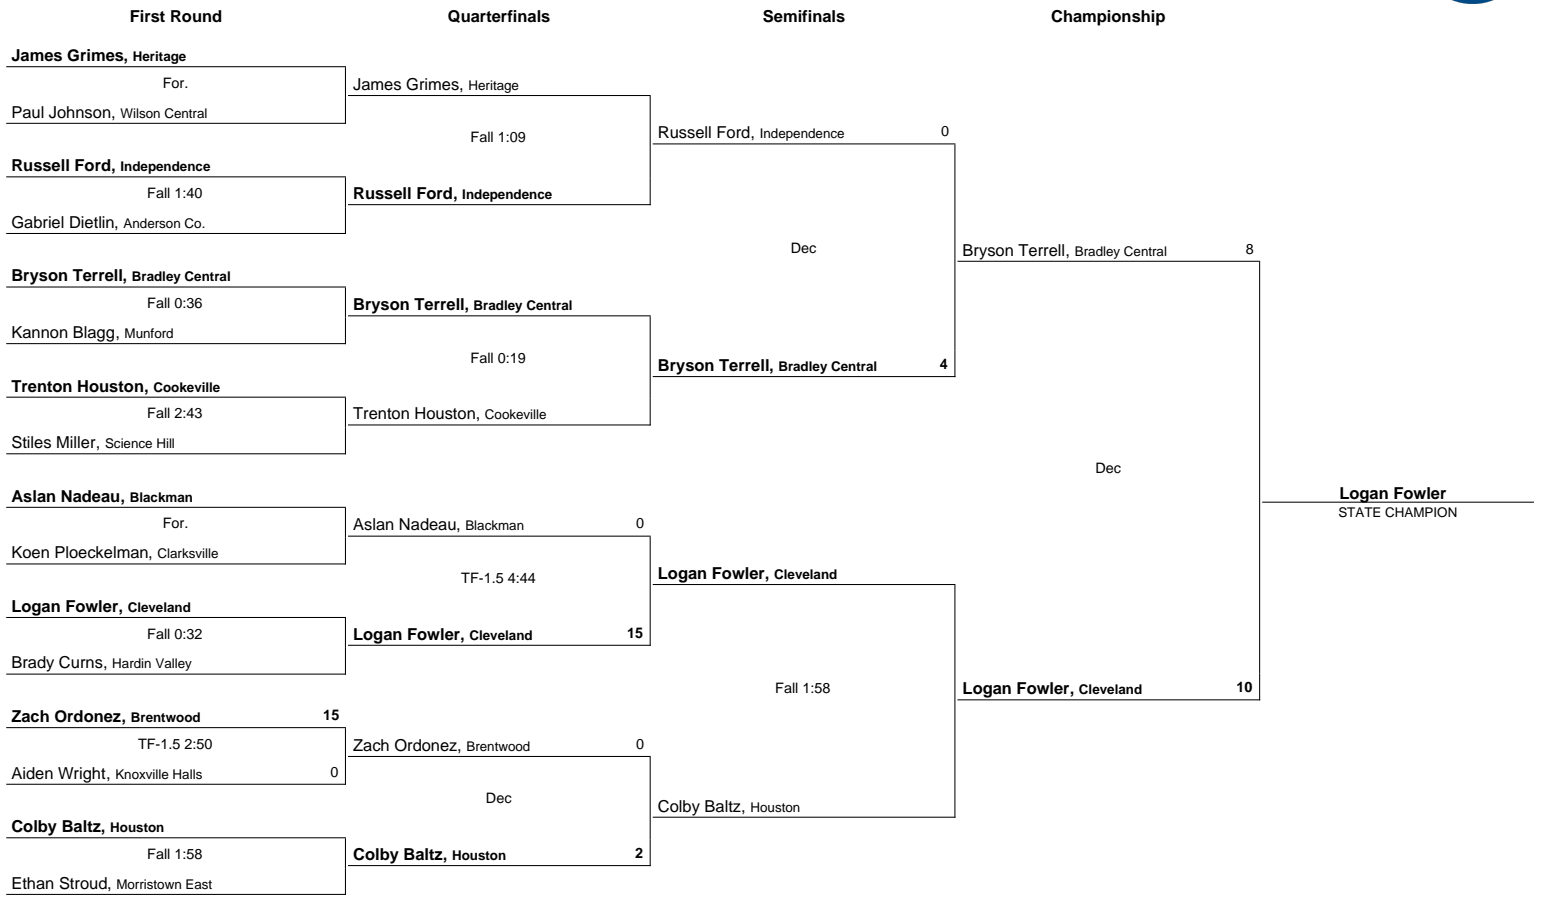 First Round
Quarterfinals
Semifinals
Championship
James Grimes, Heritage
For.
Paul Johnson, Wilson Central
Russell Ford, Independence
Fall 1:40
Gabriel Dietlin, Anderson Co.
Bryson Terrell, Bradley Central
Fall 0:36
Kannon Blagg, Munford
Trenton Houston, Cookeville
Fall 2:43
Stiles Miller, Science Hill
Aslan Nadeau, Blackman
For.
Koen Ploeckelman, Clarksville
Logan Fowler, Cleveland
Fall 0:32
Brady Curns, Hardin Valley
Zach Ordonez, Brentwood 15
TF-1.5 2:50
Aiden Wright, Knoxville Halls 0
Colby Baltz, Houston
Fall 1:58
Ethan Stroud, Morristown East
James Grimes, Heritage
Fall 1:09
Russell Ford, Independence
Bryson Terrell, Bradley Central
Fall 0:19
Trenton Houston, Cookeville
Aslan Nadeau, Blackman 0
TF-1.5 4:44
Logan Fowler, Cleveland 15
Zach Ordonez, Brentwood 0
Dec
Colby Baltz, Houston 2
Russell Ford, Independence 0
Dec
Bryson Terrell, Bradley Central 4
Logan Fowler, Cleveland
Fall 1:58
Colby Baltz, Houston
Bryson Terrell, Bradley Central 8
Dec
Logan Fowler, Cleveland 10
Logan Fowler
STATE CHAMPION